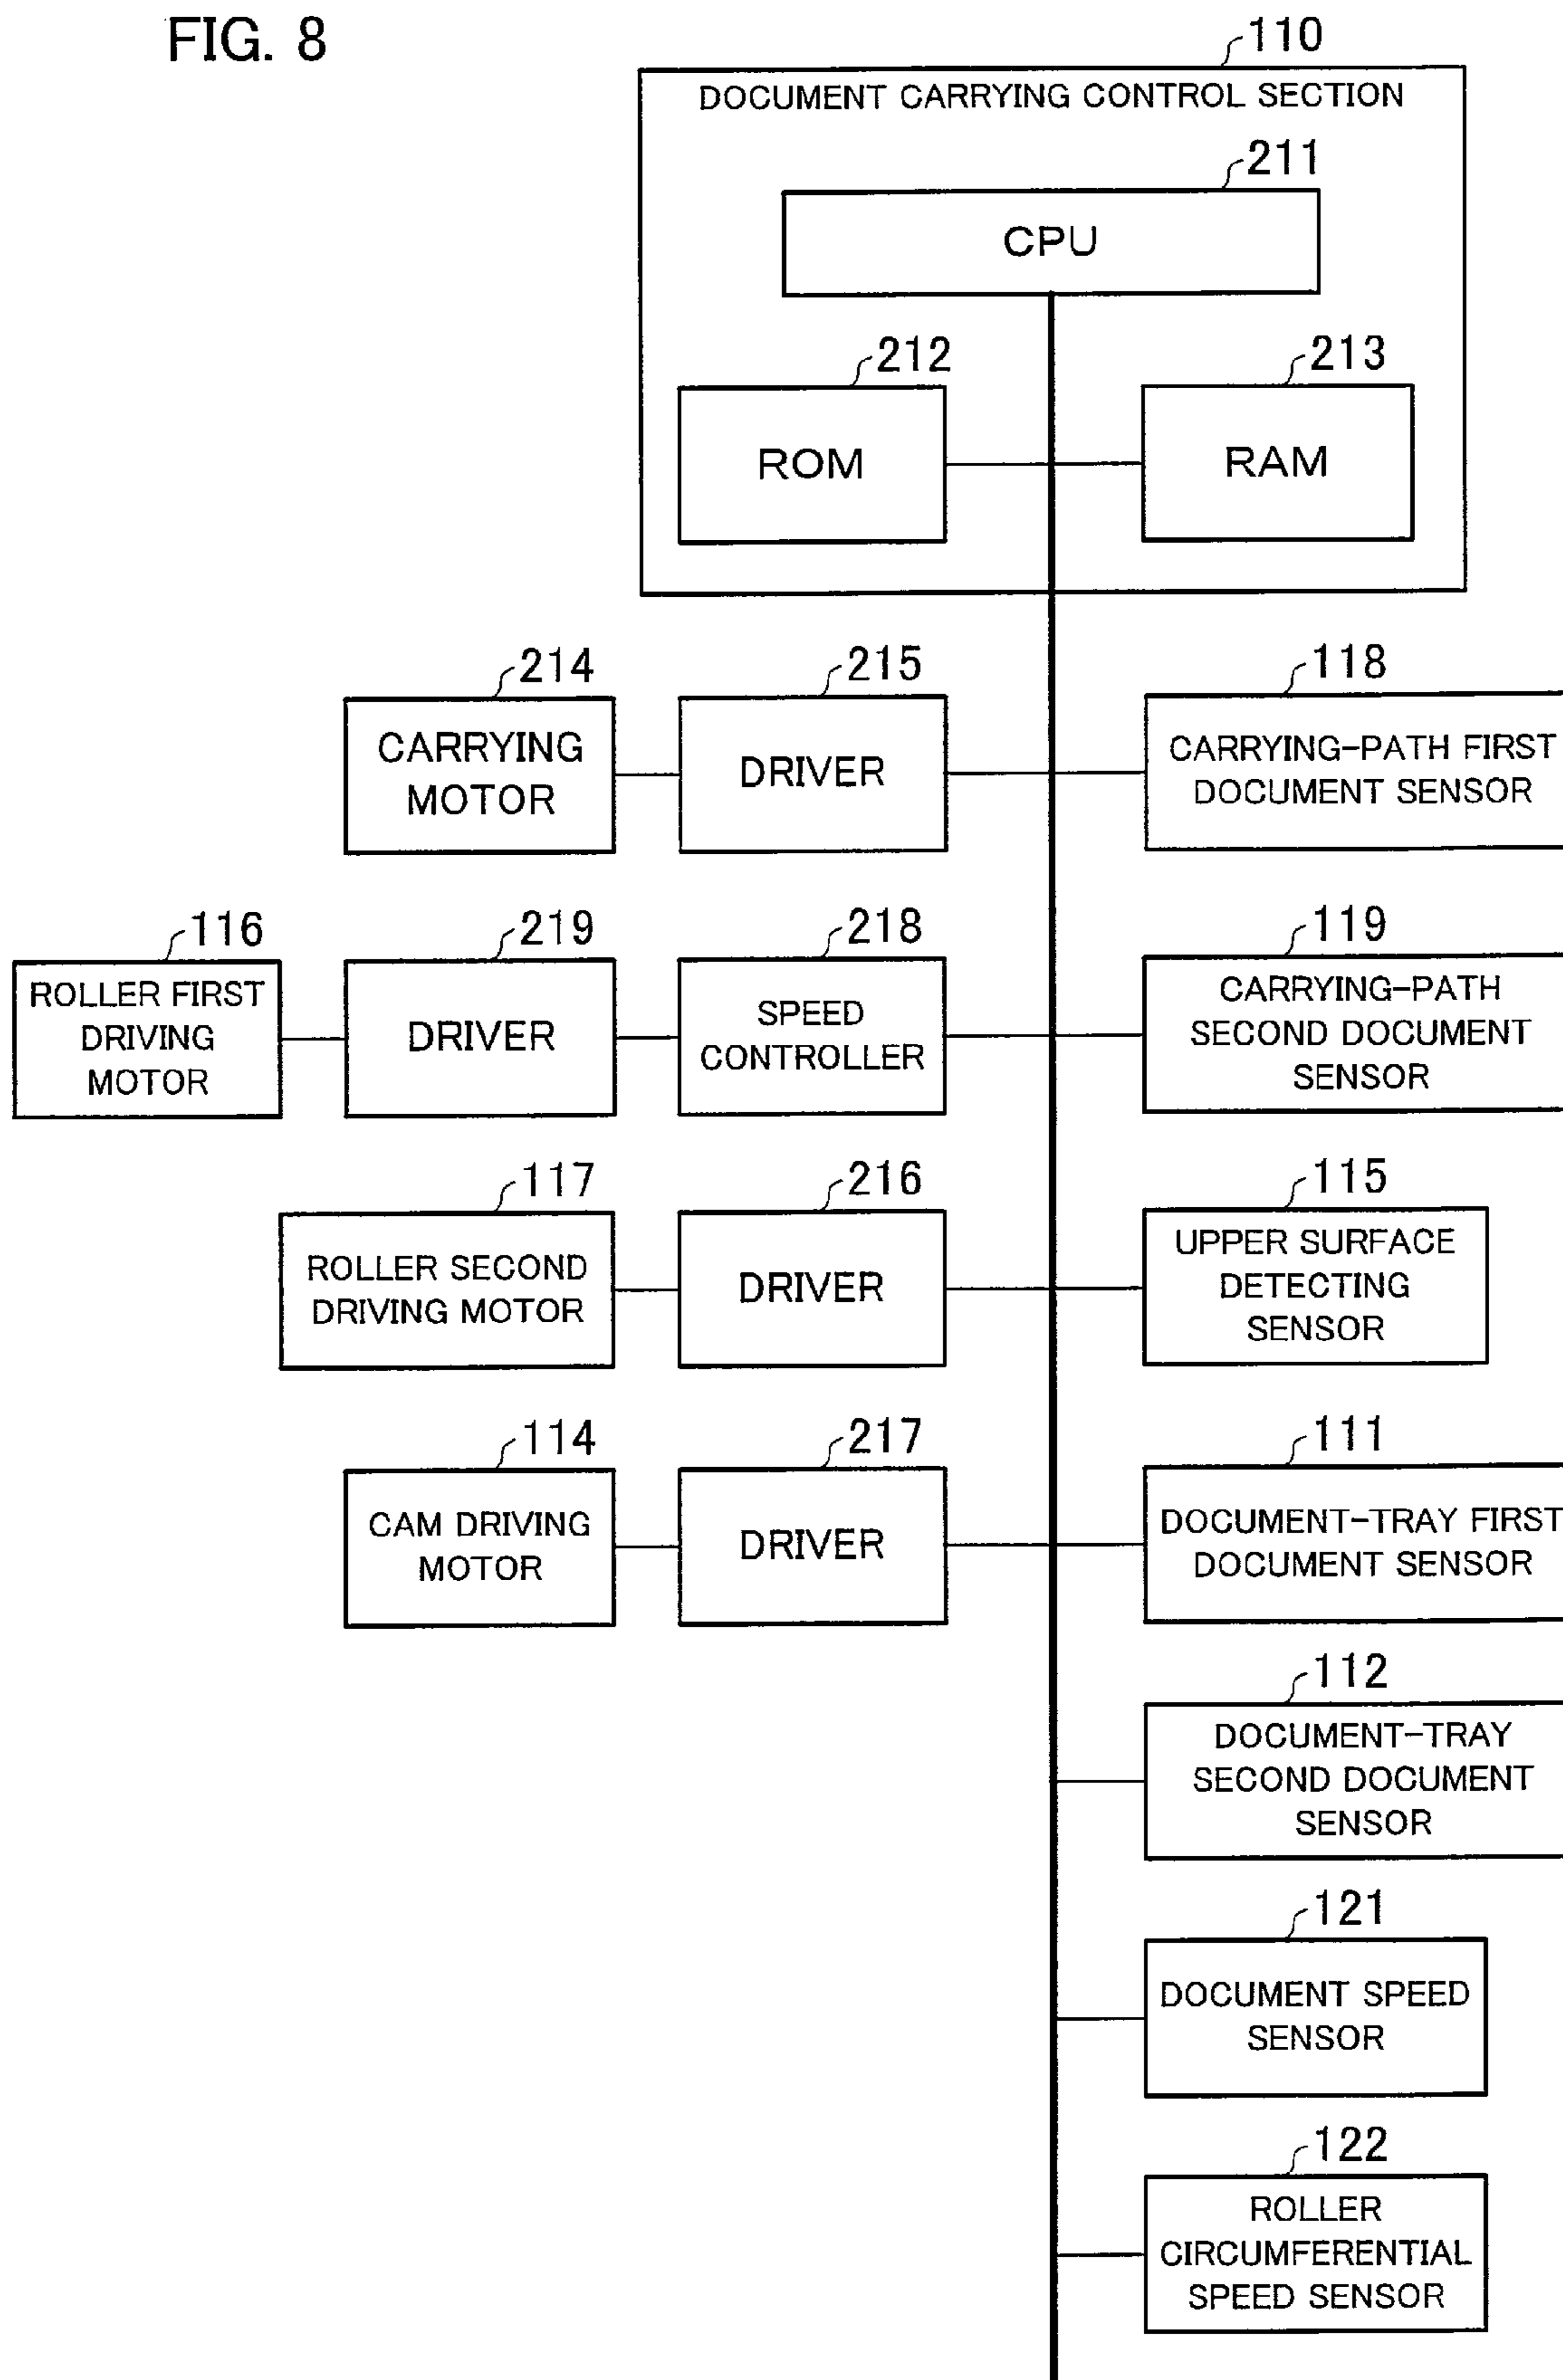 FIG. 8
110
DOCUMENT CARRYING CONTROL SECTION
211
CPU
212
ROM
213
RAM
214
CARRYING
MOTOR
215
DRIVER
118
CARRYING-PATH FIRST
DOCUMENT SENSOR
116
ROLLER FIRST
DRIVING
MOTOR
219
DRIVER
218
SPEED
CONTROLLER
119
CARRYING-PATH
SECOND DOCUMENT
SENSOR
117
ROLLER SECOND
DRIVING MOTOR
216
DRIVER
115
UPPER SURFACE
DETECTING
SENSOR
114
CAM DRIVING
MOTOR
217
DRIVER
111
DOCUMENT-TRAY FIRST
DOCUMENT SENSOR
112
DOCUMENT-TRAY
SECOND DOCUMENT
SENSOR
121
DOCUMENT SPEED
SENSOR
122
ROLLER
CIRCUMFERENTIAL
SPEED SENSOR